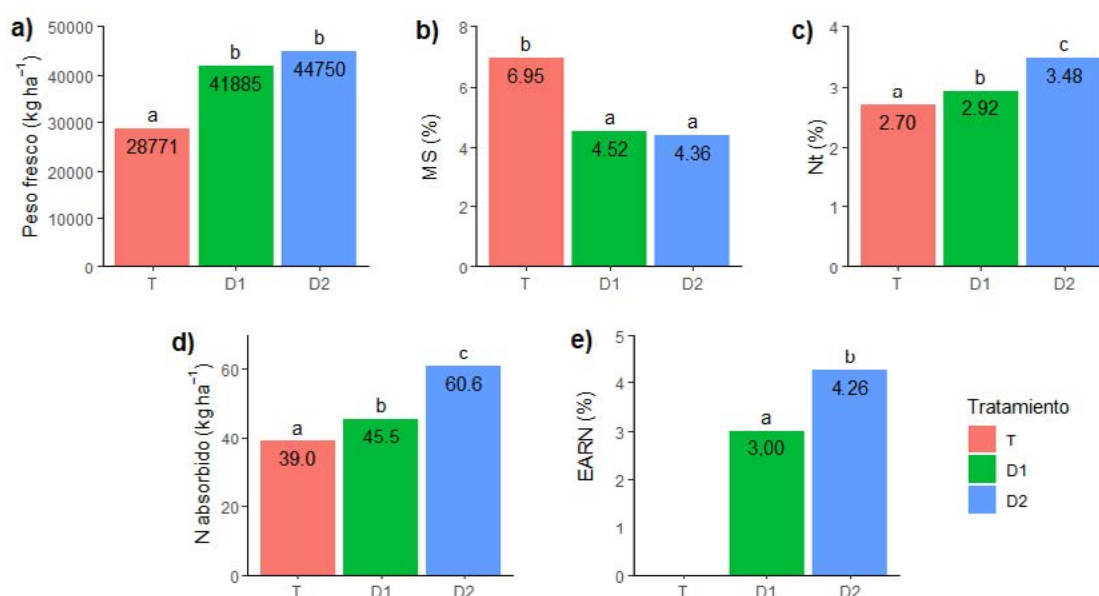 a)
Peso fresco (kg ha⁻¹)
50000
40000
30000
20000
10000
0
a
b
b
28771
41885
44750
T D1 D2
b)
MS (%)
8
6
4
2
0
b
a
a
6.95
4.52
4.36
T D1 D2
c)
Nt (%)
4
3
2
1
0
a
b
c
2.70
2.92
3.48
T D1 D2
d)
N absorbido (kg ha⁻¹)
60
40
20
0
a
b
c
39.0
45.5
60.6
T D1 D2
e)
EARN (%)
5
4
3
2
1
0
a
b
3,00
4.26
T D1 D2
Tratamiento
T
D1
D2